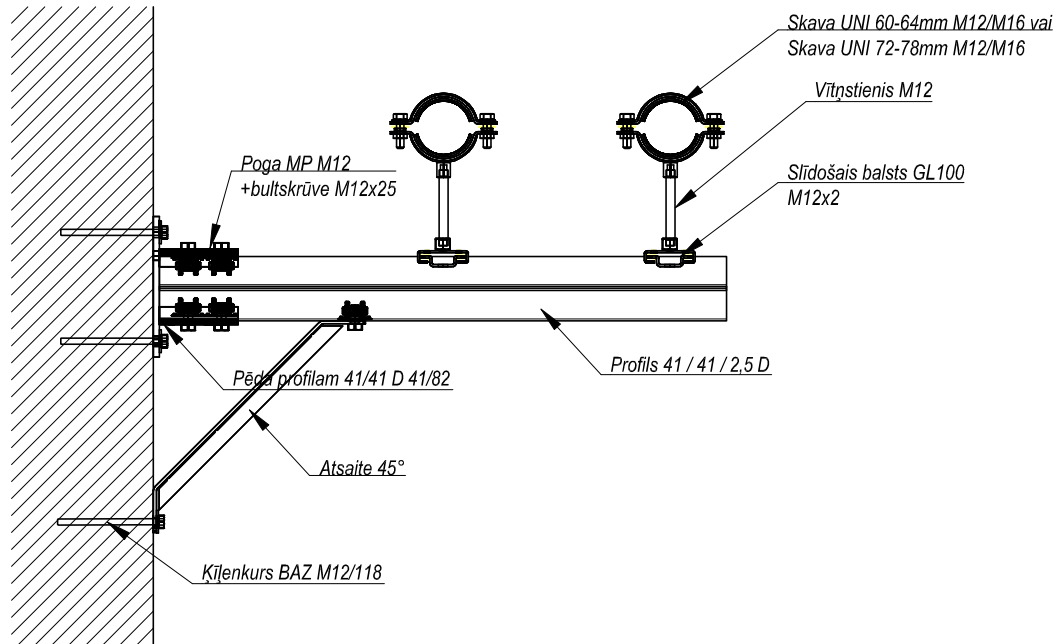 Skava UNI 60-64mm M12/M16 vai
Skava UNI 72-78mm M12/M16
Vītņstienis M12
Poga MP M12
+bultskrūve M12x25
Slīdošais balsts GL100
M12x2
Profils 41 / 41 / 2,5 D
Pēda profilam 41/41 D 41/82
Atsaite 45°
Ķīļenkurs BAZ M12/118